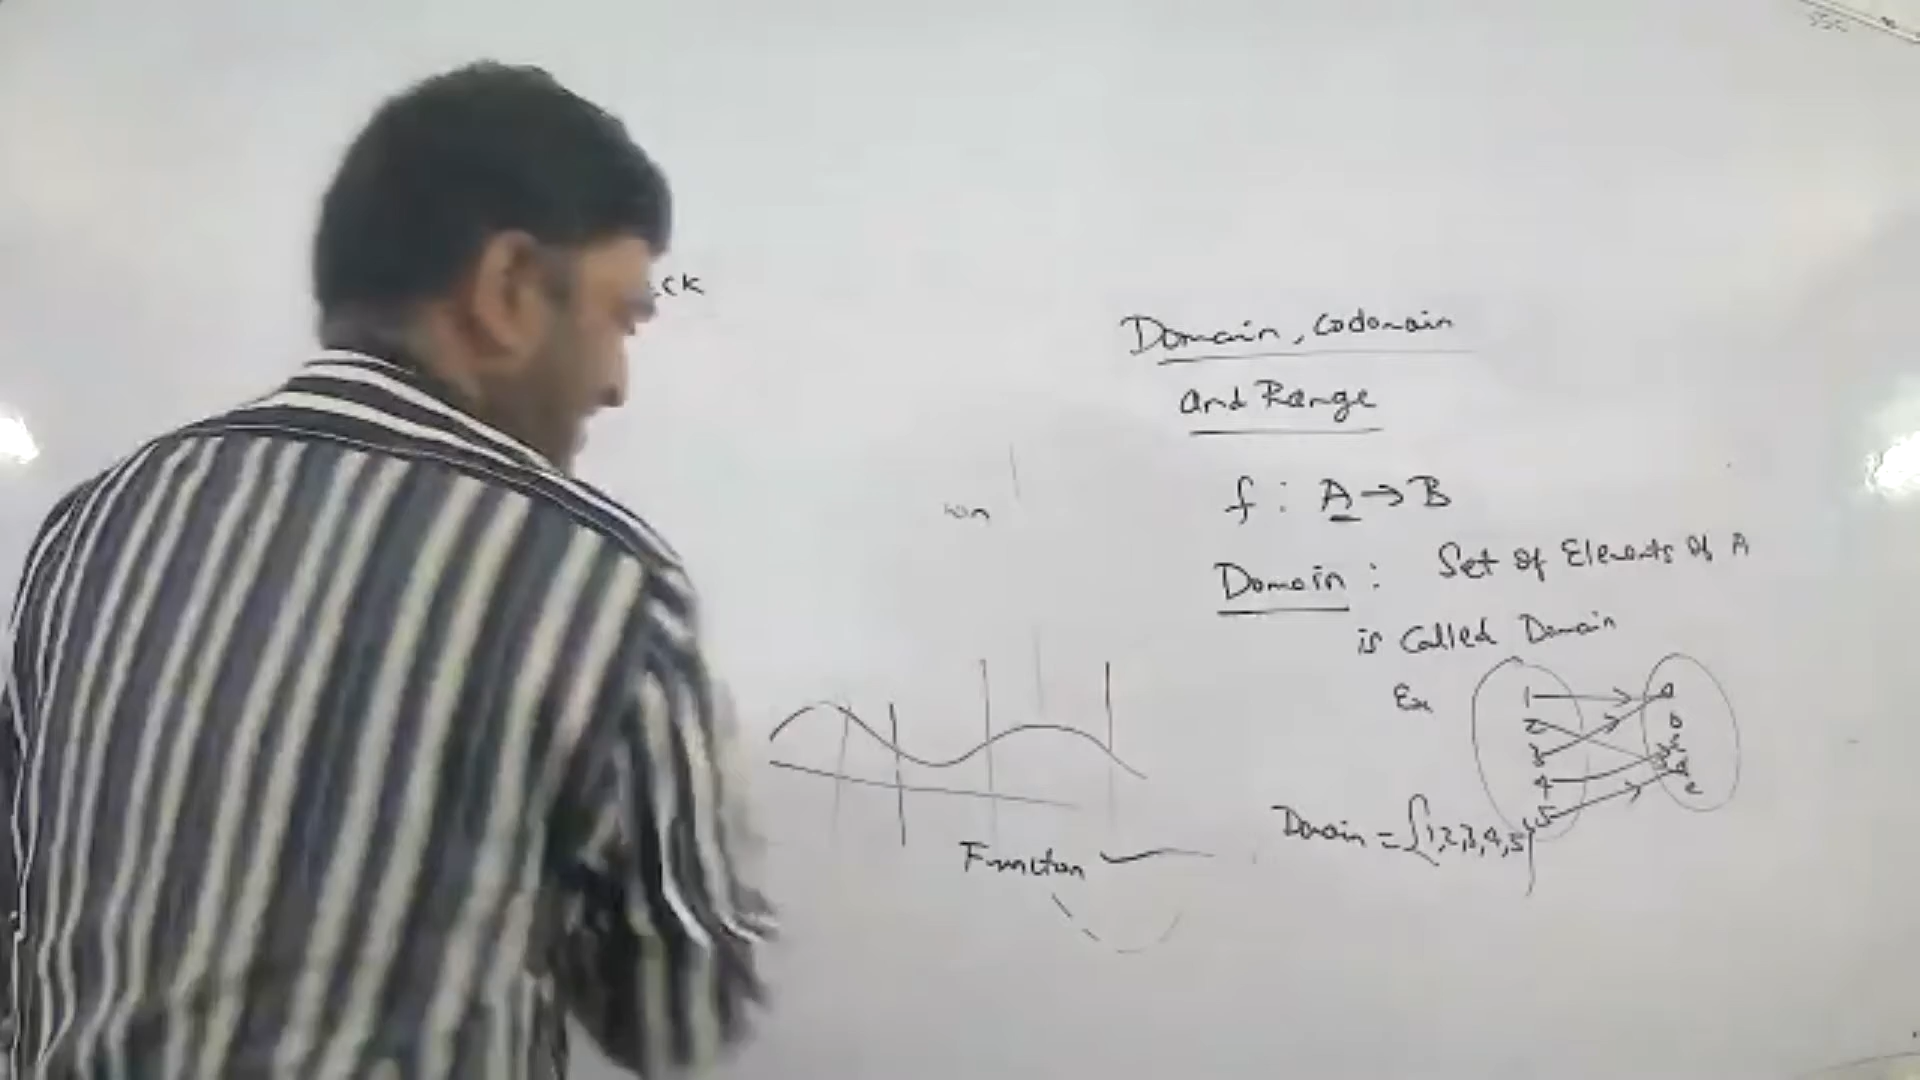 Domain, Codomain
and Range
f : A → B
Domain : Set of Elements of A
is Called Domain
Ex
1 a
2 b
3 c
4 d
5 e
Domain = {1,2,3,4,5}
Function